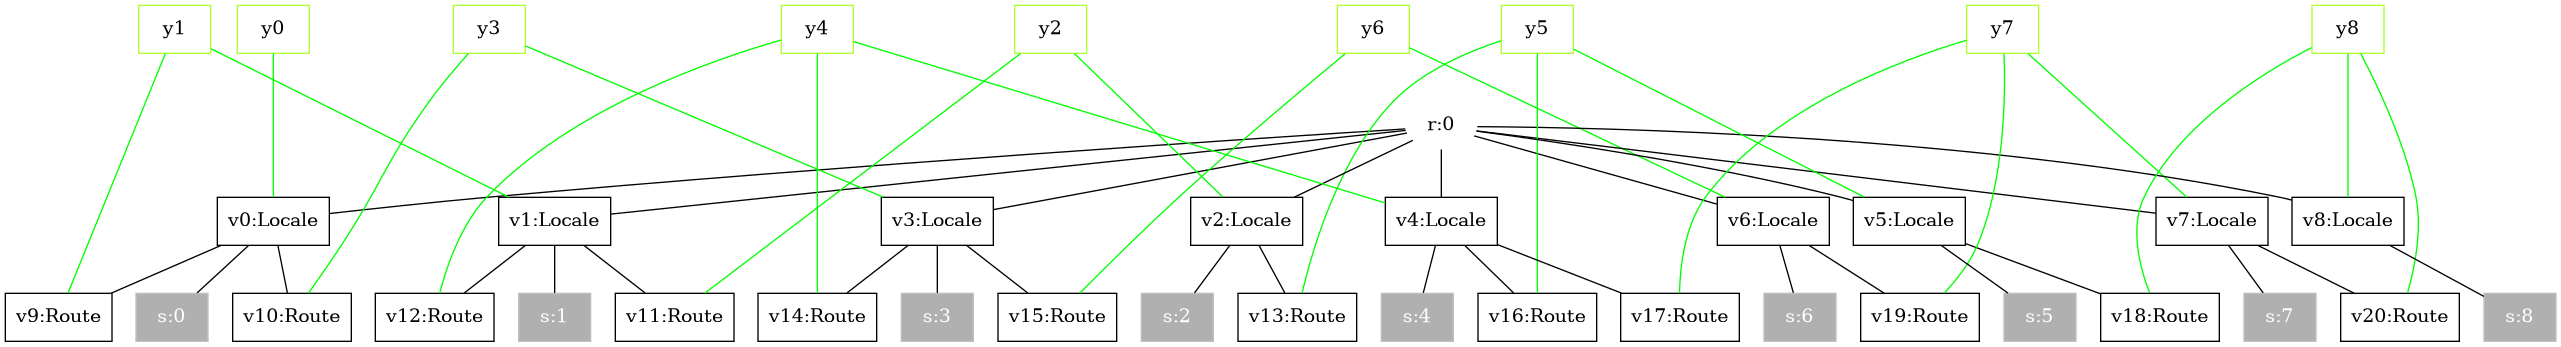 y1 y0 y3 y4 y2 y6 y5 y7 y8
r:0
v0:Locale v1:Locale v3:Locale v2:Locale v4:Locale v6:Locale v5:Locale v7:Locale v8:Locale
v9:Route s:0 v10:Route v12:Route s:1 v11:Route v14:Route s:3 v15:Route s:2 v13:Route s:4 v16:Route v17:Route s:6 v19:Route s:5 v18:Route s:7 v20:Route s:8